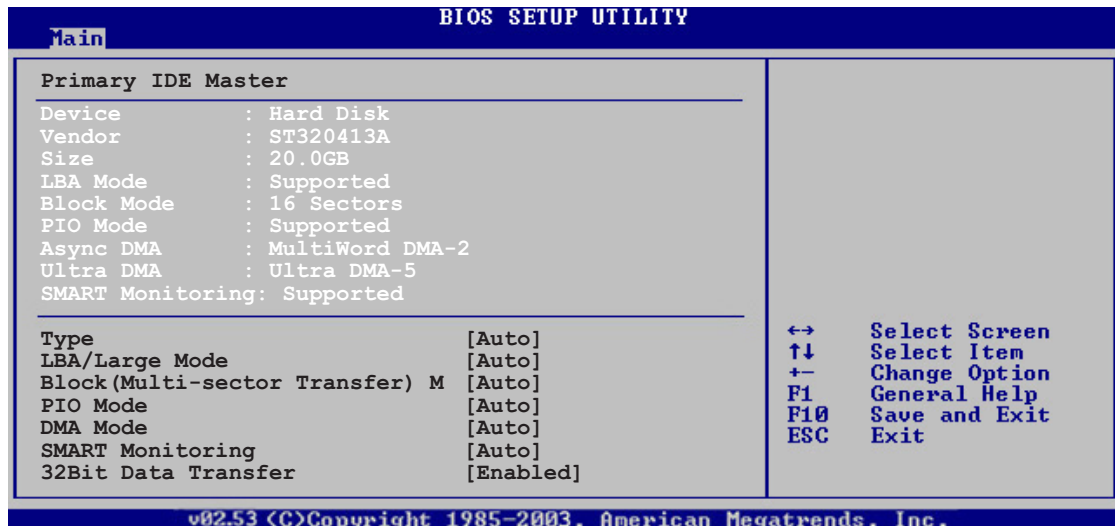 BIOS SETUP UTILITY
Main
Primary IDE Master
Device : Hard Disk
Vendor : ST320413A
Size : 20.0GB
LBA Mode : Supported
Block Mode : 16 Sectors
PIO Mode : Supported
Async DMA : MultiWord DMA-2
Ultra DMA : Ultra DMA-5
SMART Monitoring: Supported
Type [Auto]
LBA/Large Mode [Auto]
Block(Multi-sector Transfer) M [Auto]
PIO Mode [Auto]
DMA Mode [Auto]
SMART Monitoring [Auto]
32Bit Data Transfer [Enabled]
←→ Select Screen
↑↓ Select Item
+- Change Option
F1 General Help
F10 Save and Exit
ESC Exit
v02.53 (C)Copyright 1985-2003, American Megatrends, Inc.